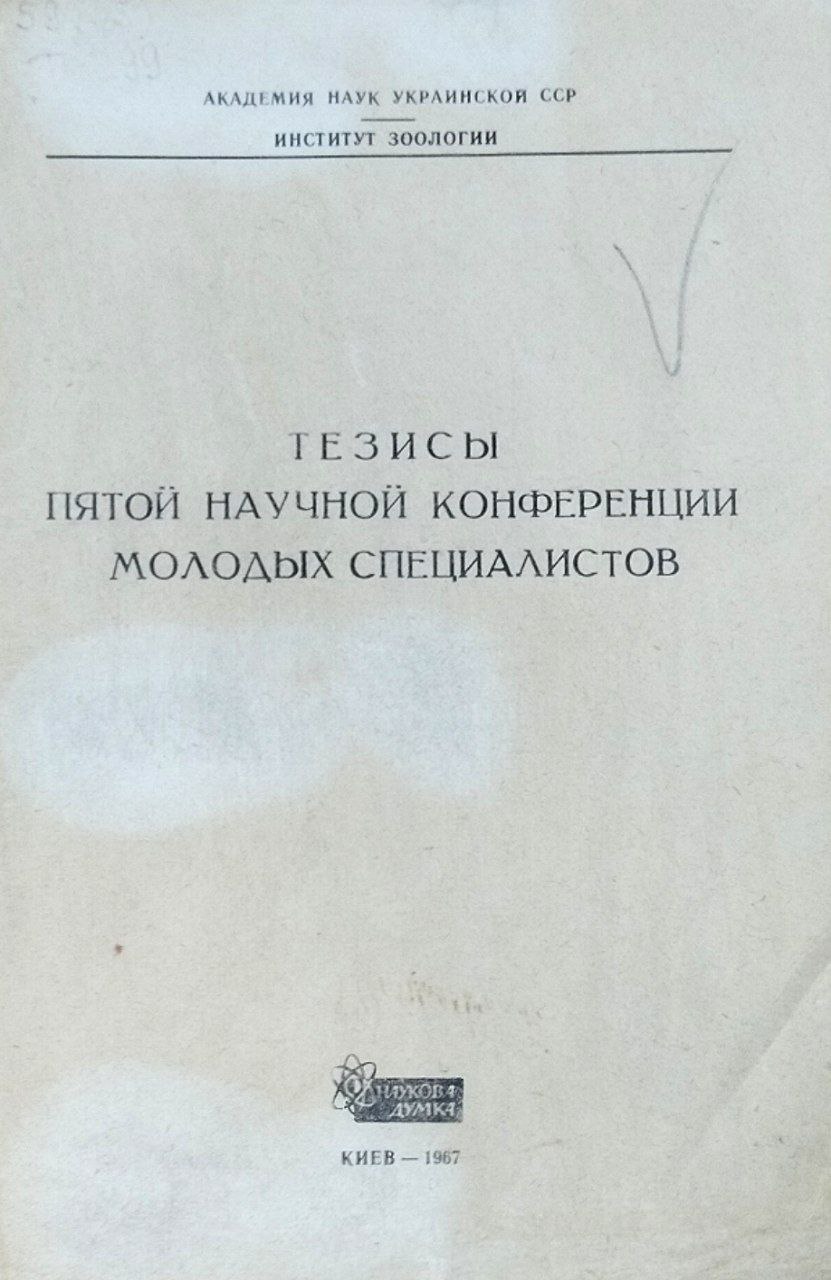 АКАДЕМИЯ НАУК УКРАИНСКОЙ ССР
ИНСТИТУТ ЗООЛОГИИ
ТЕЗИСЫ
ПЯТОЙ НАУЧНОЙ КОНФЕРЕНЦИИ
МОЛОДЫХ СПЕЦИАЛИСТОВ
НАУКОВА
ДУМКА
КИЕВ — 1967